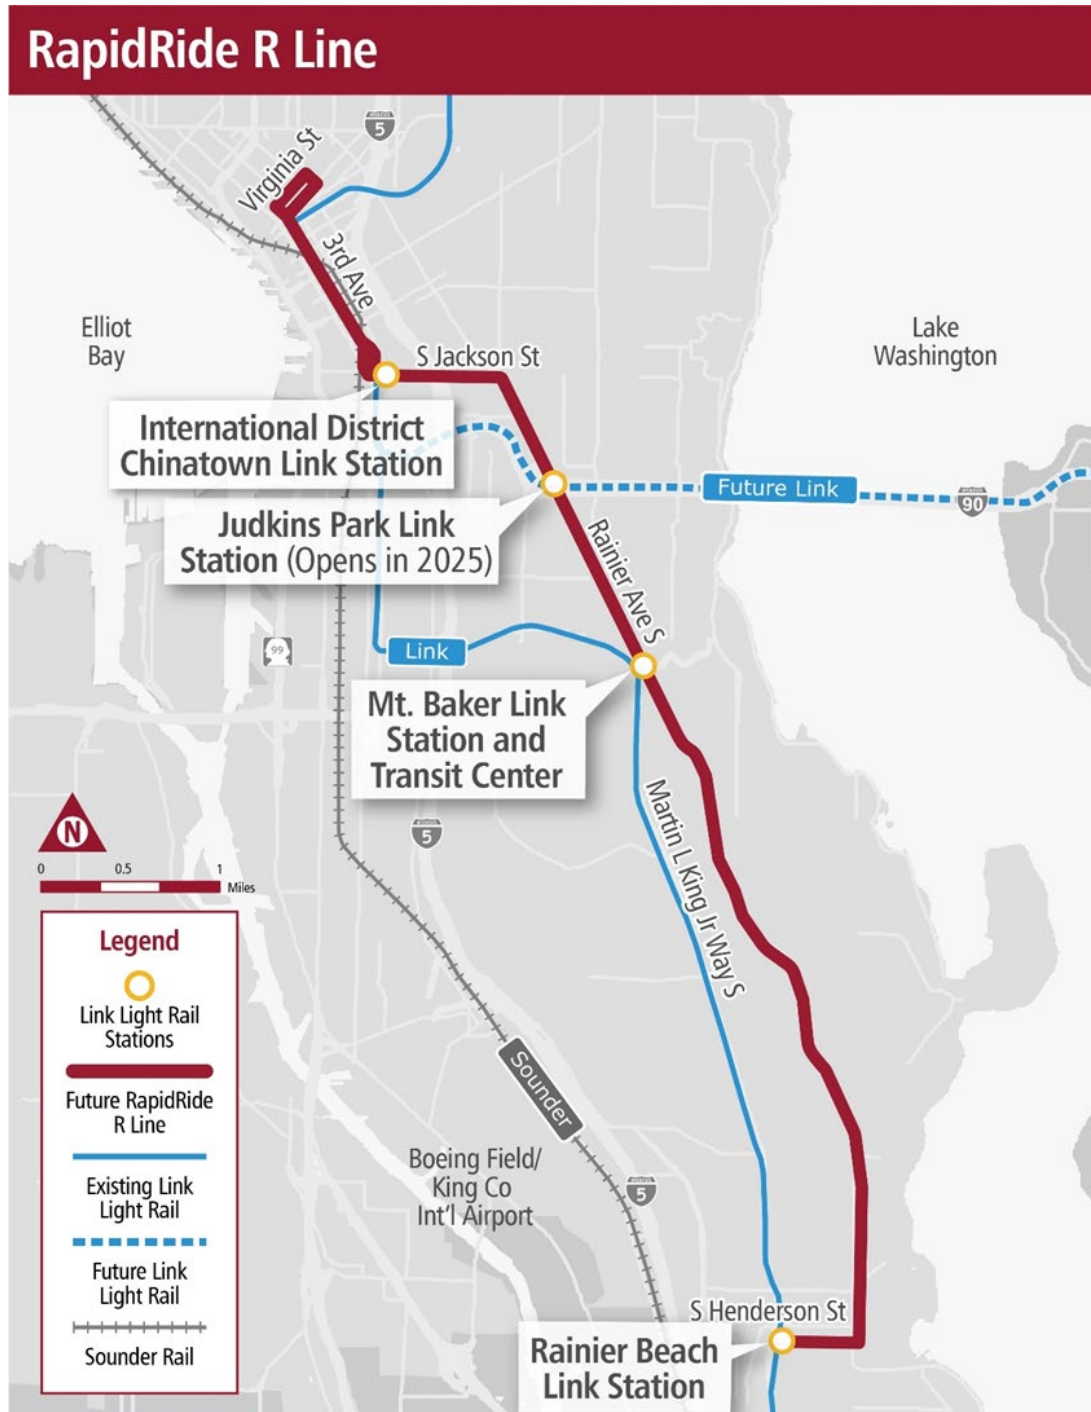 RapidRide R Line
5
Virginia St
3rd Ave
Elliot
Bay
Lake
Washington
S Jackson St
International District
Chinatown Link Station
Future Link
90
Judkins Park Link
Station (Opens in 2025)
Rainier Ave S
99
Link
Mt. Baker Link
Station and
Transit Center
Martin L King Jr Way S
N
5
0 0.5 1
Miles
Legend
Link Light Rail
Stations
Future RapidRide
R Line
Existing Link
Light Rail
Future Link
Light Rail
Sounder Rail
Sounder
Boeing Field/
King Co
Int'l Airport
5
S Henderson St
Rainier Beach
Link Station